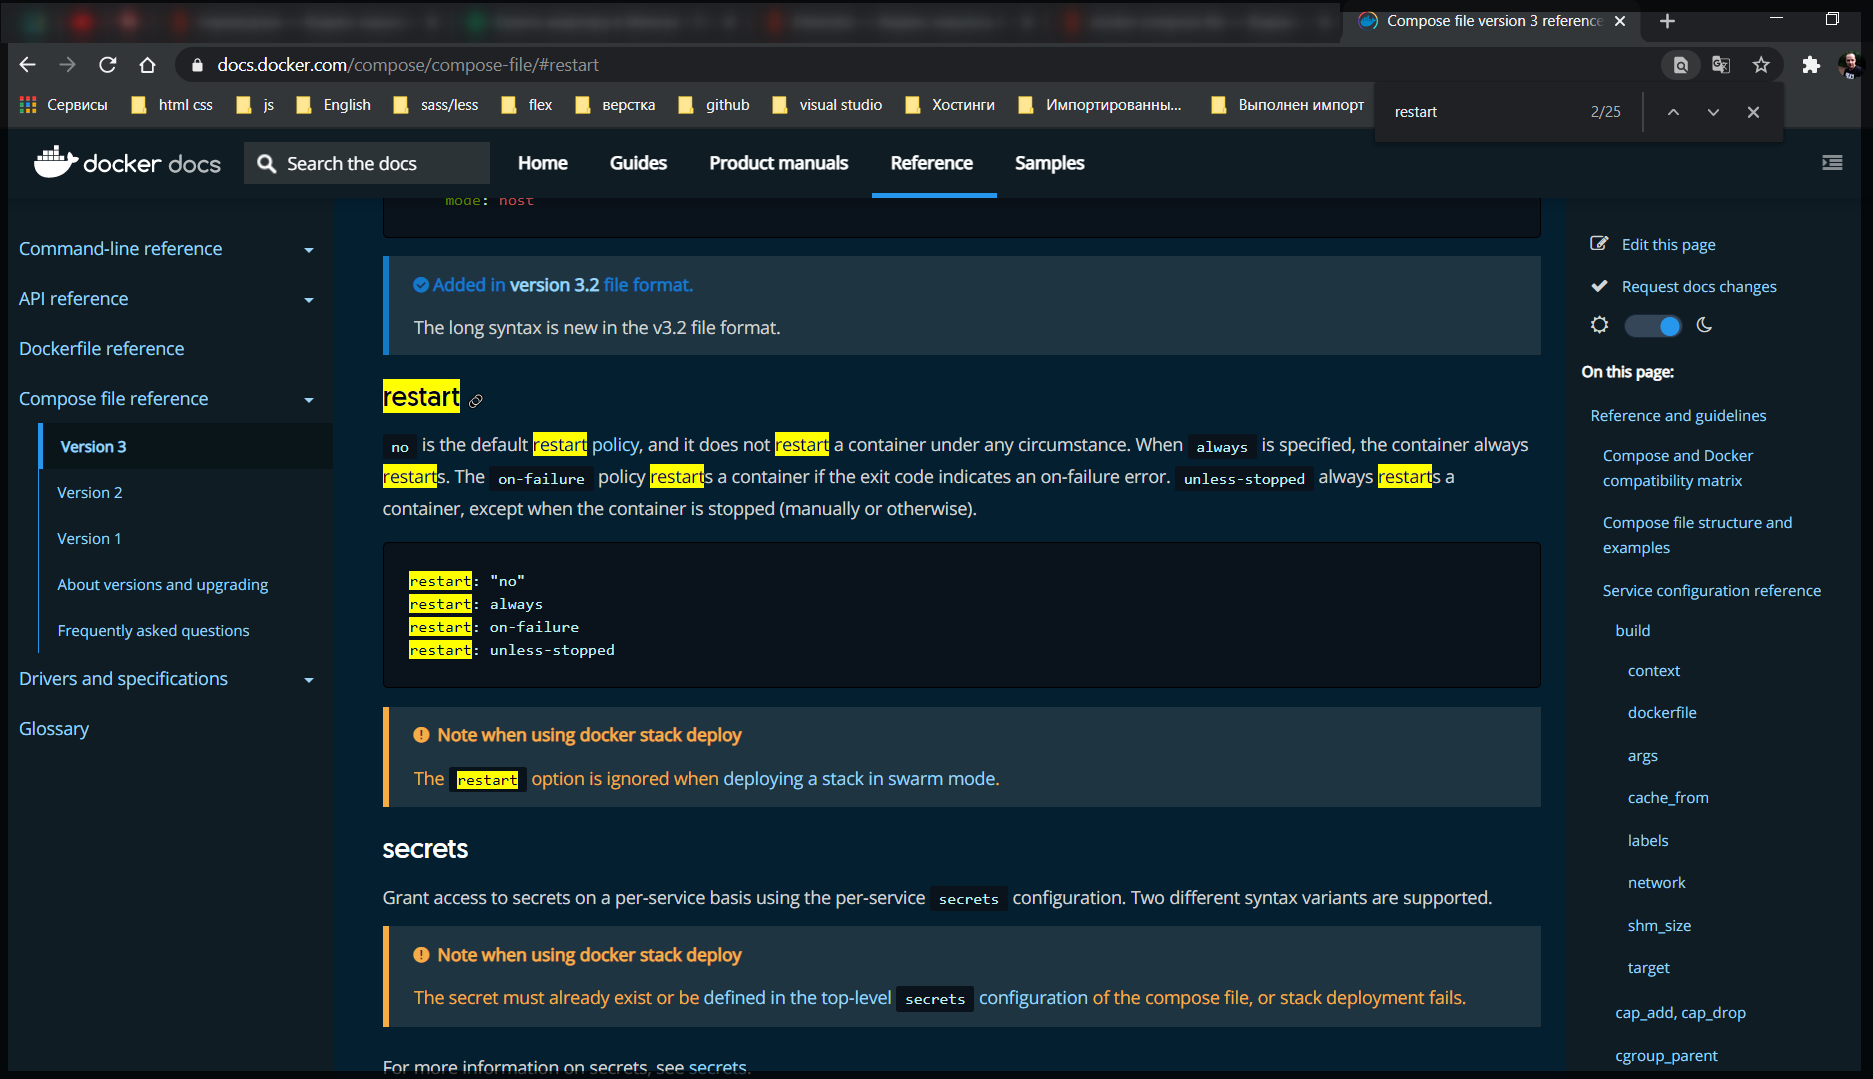 Compose file version 3 reference
docs.docker.com/compose/compose-file/#restart
Сервисы
html css
js
English
sass/less
flex
верстка
github
visual studio
Хостинги
Импортированны...
Выполнен импорт
restart
2/25
docker docs
Search the docs
Home
Guides
Product manuals
Reference
Samples
Command-line reference
API reference
Dockerfile reference
Compose file reference
Version 3
Version 2
Version 1
About versions and upgrading
Frequently asked questions
Drivers and specifications
Glossary
mode: host
Added in version 3.2 file format.
The long syntax is new in the v3.2 file format.
restart
no is the default restart policy, and it does not restart a container under any circumstance. When always is specified, the container always
restarts. The on-failure policy restarts a container if the exit code indicates an on-failure error. unless-stopped always restarts a
container, except when the container is stopped (manually or otherwise).
restart: "no"
restart: always
restart: on-failure
restart: unless-stopped
Note when using docker stack deploy
The restart option is ignored when deploying a stack in swarm mode.
secrets
Grant access to secrets on a per-service basis using the per-service secrets configuration. Two different syntax variants are supported.
Note when using docker stack deploy
The secret must already exist or be defined in the top-level secrets configuration of the compose file, or stack deployment fails.
For more information on secrets, see secrets.
Edit this page
Request docs changes
On this page:
Reference and guidelines
Compose and Docker
compatibility matrix
Compose file structure and
examples
Service configuration reference
build
context
dockerfile
args
cache_from
labels
network
shm_size
target
cap_add, cap_drop
cgroup_parent